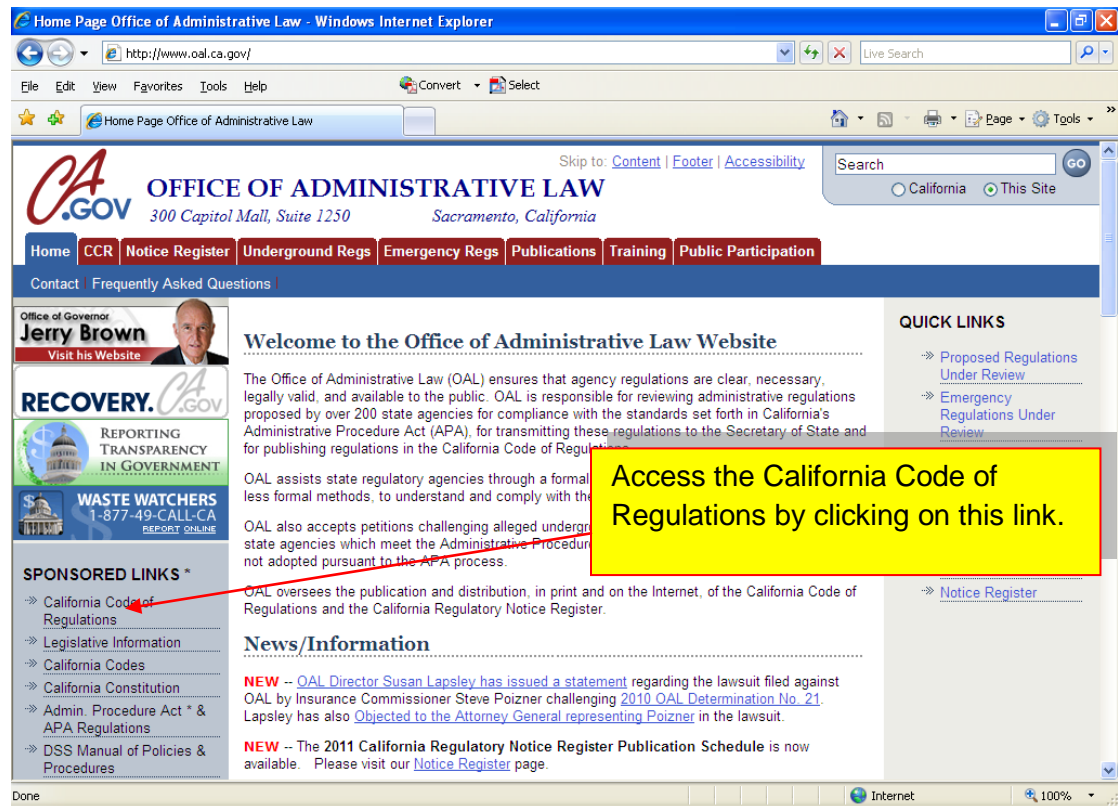 Home Page Office of Administrative Law - Windows Internet Explorer
http://www.oal.ca.gov/
Live Search
File Edit View Favorites Tools Help
Convert Select
Home Page Office of Administrative Law
Page Tools
CA.GOV
Skip to: Content | Footer | Accessibility
OFFICE OF ADMINISTRATIVE LAW
300 Capitol Mall, Suite 1250 Sacramento, California
Search GO
California This Site
Home CCR Notice Register Underground Regs Emergency Regs Publications Training Public Participation
Contact | Frequently Asked Questions |
Office of Governor
Jerry Brown
Visit his Website
RECOVERY.CA.GOV
REPORTING
TRANSPARENCY
IN GOVERNMENT
WASTE WATCHERS
1-877-49-CALL-CA
REPORT ONLINE
SPONSORED LINKS *
California Code of
Regulations
Legislative Information
California Codes
California Constitution
Admin. Procedure Act * &
APA Regulations
DSS Manual of Policies &
Procedures
Welcome to the Office of Administrative Law Website
The Office of Administrative Law (OAL) ensures that agency regulations are clear, necessary,
legally valid, and available to the public. OAL is responsible for reviewing administrative regulations
proposed by over 200 state agencies for compliance with the standards set forth in California's
Administrative Procedure Act (APA), for transmitting these regulations to the Secretary of State and
for publishing regulations in the California Code of Regulations.
OAL assists state regulatory agencies through a formal
less formal methods, to understand and comply with the
OAL also accepts petitions challenging alleged
state agencies which meet the Administrative
not adopted pursuant to the APA process.
OAL oversees the publication and distribution, in print and on the Internet, of the California Code of
Regulations and the California Regulatory Notice Register.
News/Information
NEW -- OAL Director Susan Lapsley has issued a statement regarding the lawsuit filed against
OAL by Insurance Commissioner Steve Poizner challenging 2010 OAL Determination No. 21.
Lapsley has also Objected to the Attorney General representing Poizner in the lawsuit.
NEW -- The 2011 California Regulatory Notice Register Publication Schedule is now
available. Please visit our Notice Register page.
QUICK LINKS
Proposed Regulations
Under Review
Emergency
Regulations Under
Review
Notice Register
Access the California Code of
Regulations by clicking on this link.
Done Internet 100%